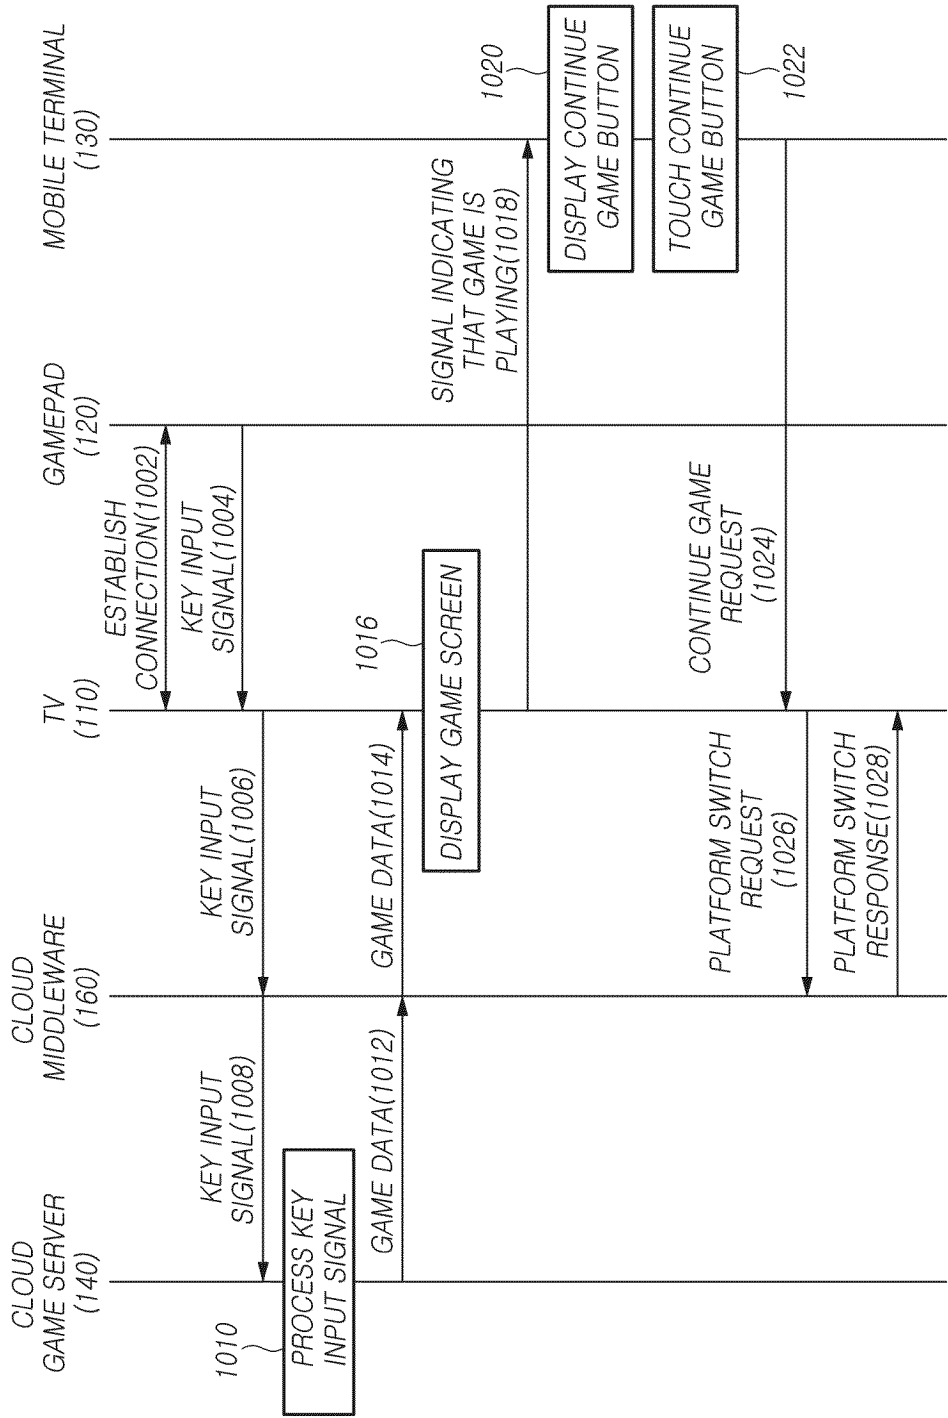 CLOUD
GAME SERVER
(140)
CLOUD
MIDDLEWARE
(160)
TV
(110)
GAMEPAD
(120)
MOBILE TERMINAL
(130)
ESTABLISH
CONNECTION(1002)
KEY INPUT
SIGNAL(1004)
KEY INPUT
SIGNAL(1006)
KEY INPUT
SIGNAL(1008)
1010
PROCESS KEY
INPUT SIGNAL
GAME DATA(1012)
GAME DATA(1014)
1016
DISPLAY GAME SCREEN
SIGNAL INDICATING
THAT GAME IS
PLAYING(1018)
1020
DISPLAY CONTINUE
GAME BUTTON
TOUCH CONTINUE
GAME BUTTON
1022
CONTINUE GAME
REQUEST
(1024)
PLATFORM SWITCH
REQUEST
(1026)
PLATFORM SWITCH
RESPONSE(1028)